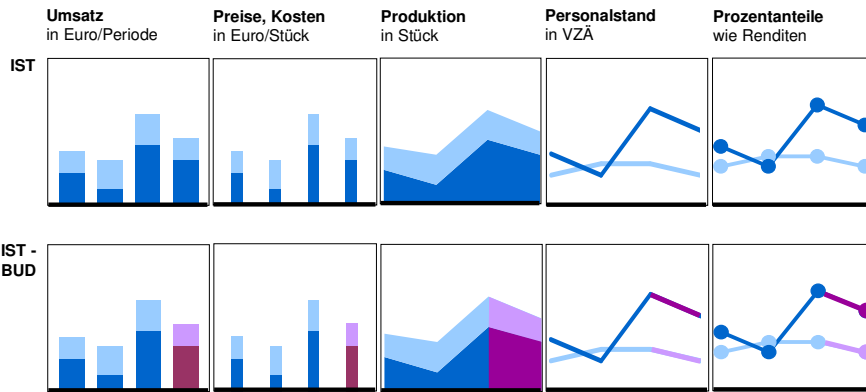 Umsatz
in Euro/Periode
Preise, Kosten
in Euro/Stück
Produktion
in Stück
Personalstand
in VZÄ
Prozentanteile
wie Renditen
IST
IST -
BUD